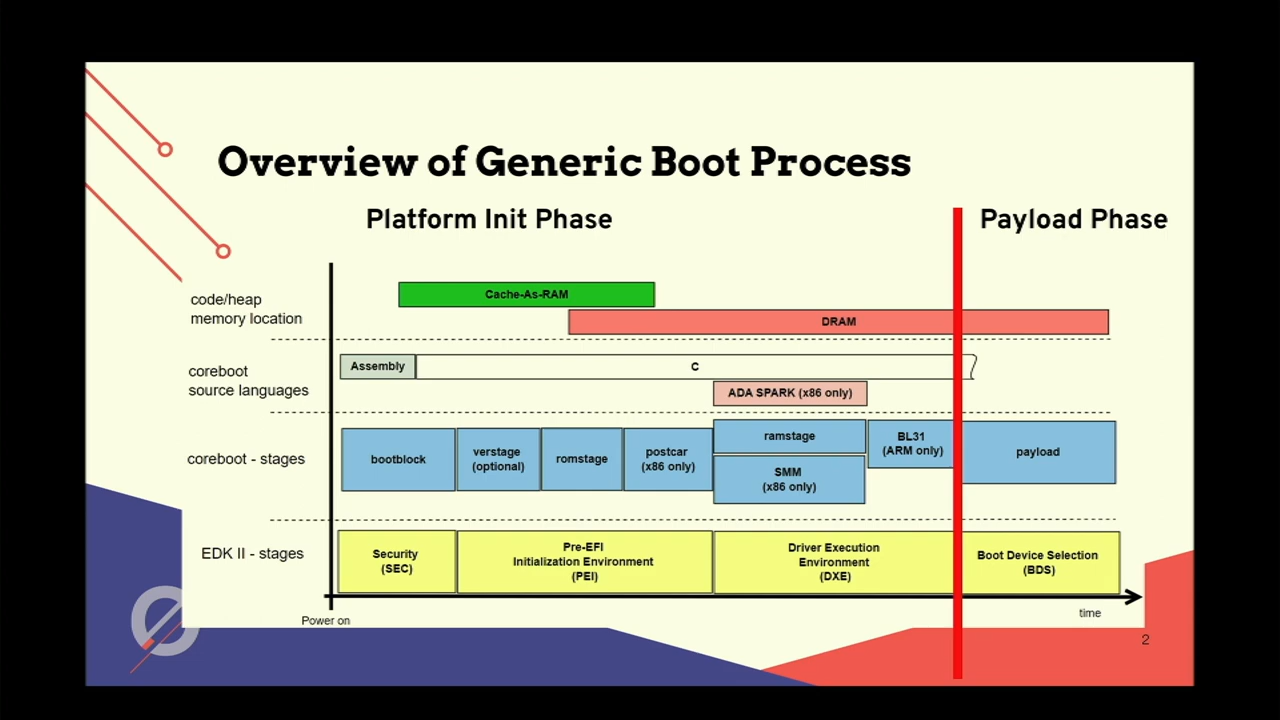 Overview of Generic Boot Process
Platform Init Phase
Payload Phase
code/heap
memory location
Cache-As-RAM
DRAM
coreboot
source languages
Assembly
C
ADA SPARK (x86 only)
coreboot - stages
bootblock
verstage
(optional)
romstage
postcar
(x86 only)
ramstage
SMM
(x86 only)
BL31
(ARM only)
payload
EDK II - stages
Security
(SEC)
Pre-EFI
Initialization Environment
(PEI)
Driver Execution
Environment
(DXE)
Boot Device Selection
(BDS)
Power on
time
2